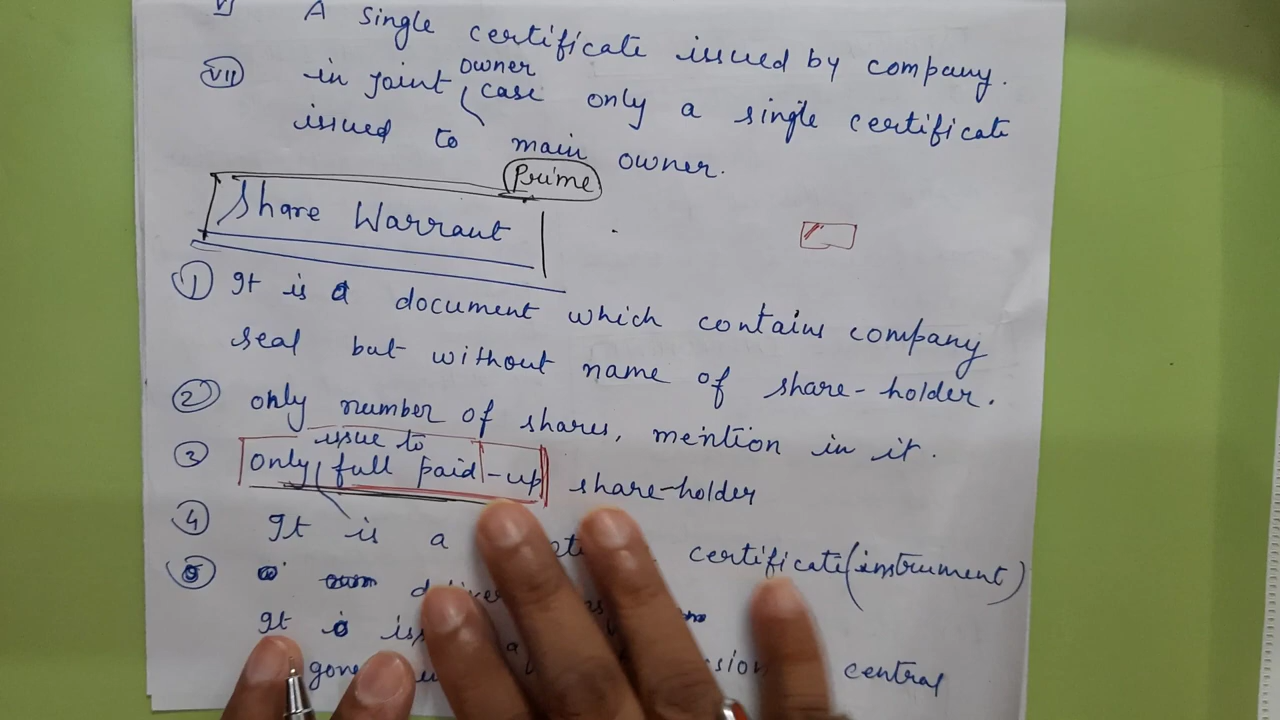 vi A single certificate issued by company.
vii in joint owner case only a single certificate
issued to main owner.
Prime
Share Warrant
1 It is a document which contains company
seal but without name of share-holder.
2 only number of shares, mention in it.
3 only issue to full paid-up share-holder
4 It is a certificate (instrument)
5
It is
central